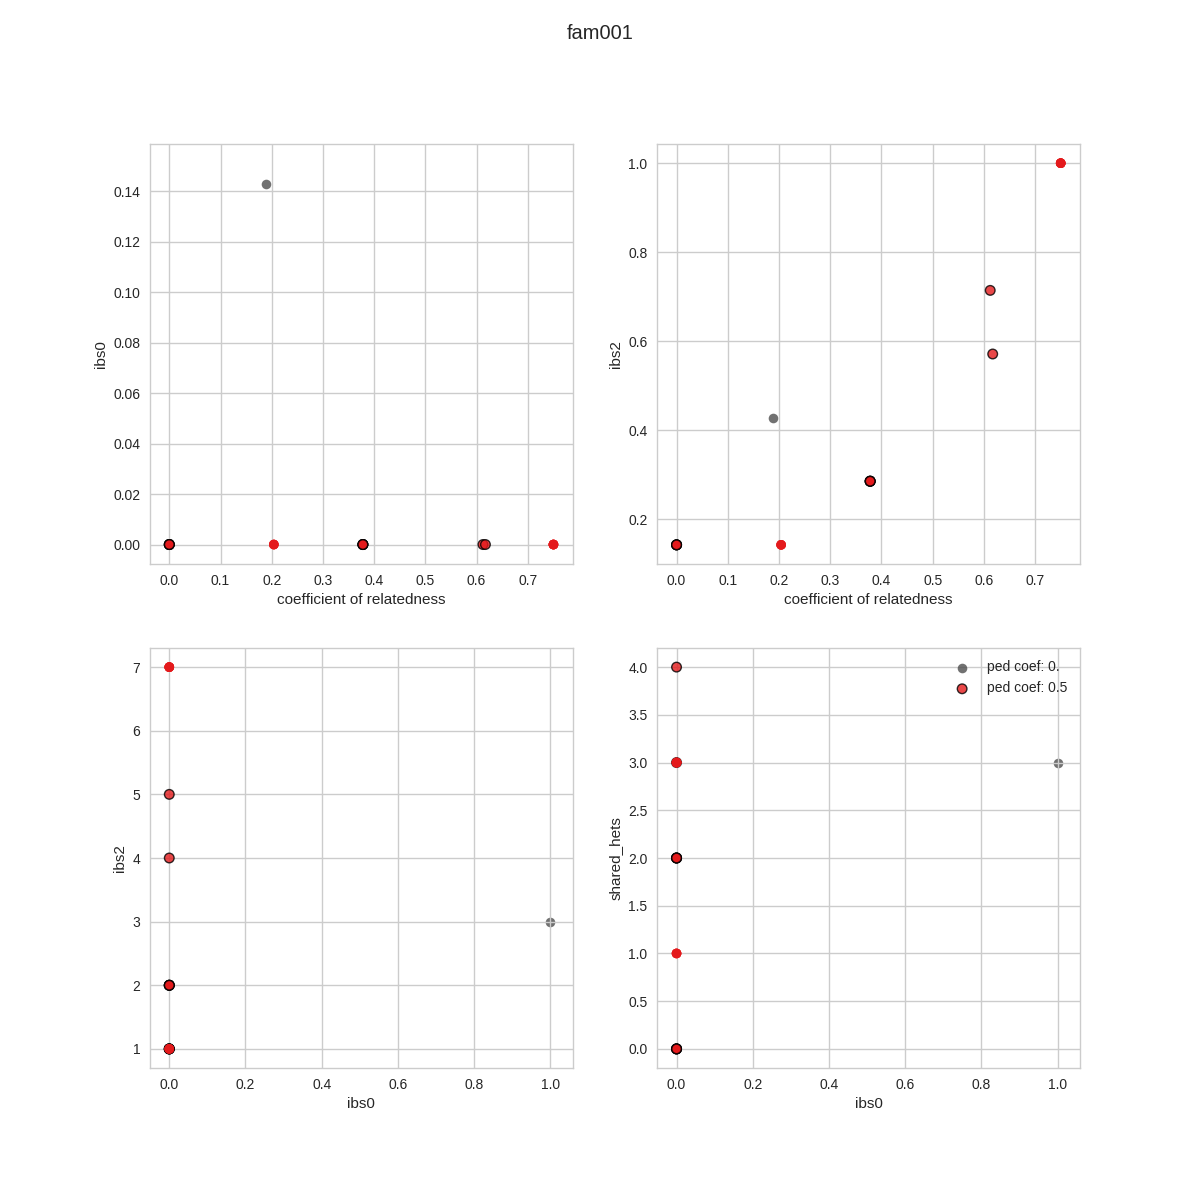 fam001
0.14
0.12
0.10
0.08
0.06
0.04
0.02
0.00
ibs0
0.0 0.1 0.2 0.3 0.4 0.5 0.6 0.7
coefficient of relatedness
1.0
0.8
0.6
0.4
0.2
ibs2
0.0 0.1 0.2 0.3 0.4 0.5 0.6 0.7
coefficient of relatedness
7
6
5
4
3
2
1
ibs2
0.0 0.2 0.4 0.6 0.8 1.0
ibs0
4.0
3.5
3.0
2.5
2.0
1.5
1.0
0.5
0.0
shared_hets
ped coef: 0.
ped coef: 0.5
0.0 0.2 0.4 0.6 0.8 1.0
ibs0